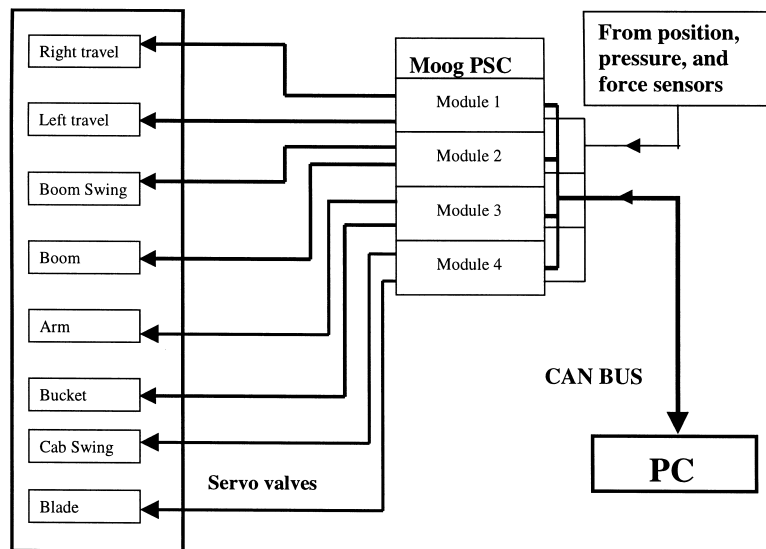 Right travel
Left travel
Boom Swing
Boom
Arm
Bucket
Cab Swing
Blade
Servo valves
Moog PSC
Module 1
Module 2
Module 3
Module 4
From position,
pressure, and
force sensors
CAN BUS
PC